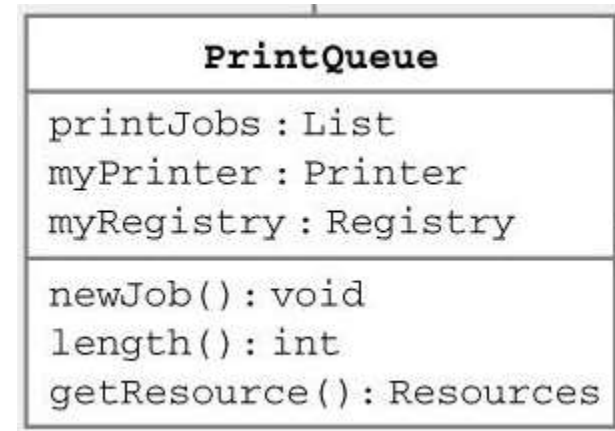 PrintQueue
printJobs : List
myPrinter : Printer
myRegistry : Registry
newJob() : void
length() : int
getResource() : Resources